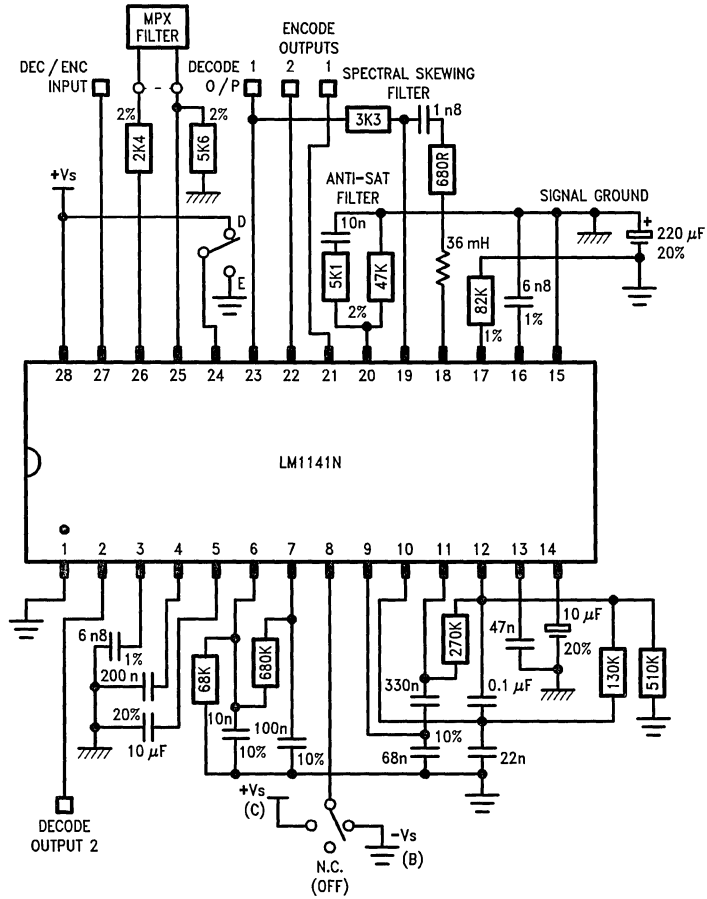 MPX
FILTER
ENCODE
OUTPUTS
DEC / ENC
INPUT
DECODE
O/P
1
2
1
SPECTRAL SKEWING
FILTER
1 n8
2%
2%
3K3
2K4
5K6
680R
+Vs
ANTI-SAT
FILTER
SIGNAL GROUND
D
10n
+
220 µF
20%
36 mH
E
5K1
47K
82K
6 n8
2%
1%
1%
28 27 26 25 24 23 22 21 20 19 18 17 16 15
LM1141N
1 2 3 4 5 6 7 8 9 10 11 12 13 14
6 n8
1%
68K
680K
270K
47n
10 µF
20%
130K
510K
200 n
20%
10 µF
10n
10%
100n
10%
330n
0.1 µF
10%
68n
22n
DECODE
OUTPUT 2
+Vs
(C)
-Vs
(B)
N.C.
(OFF)